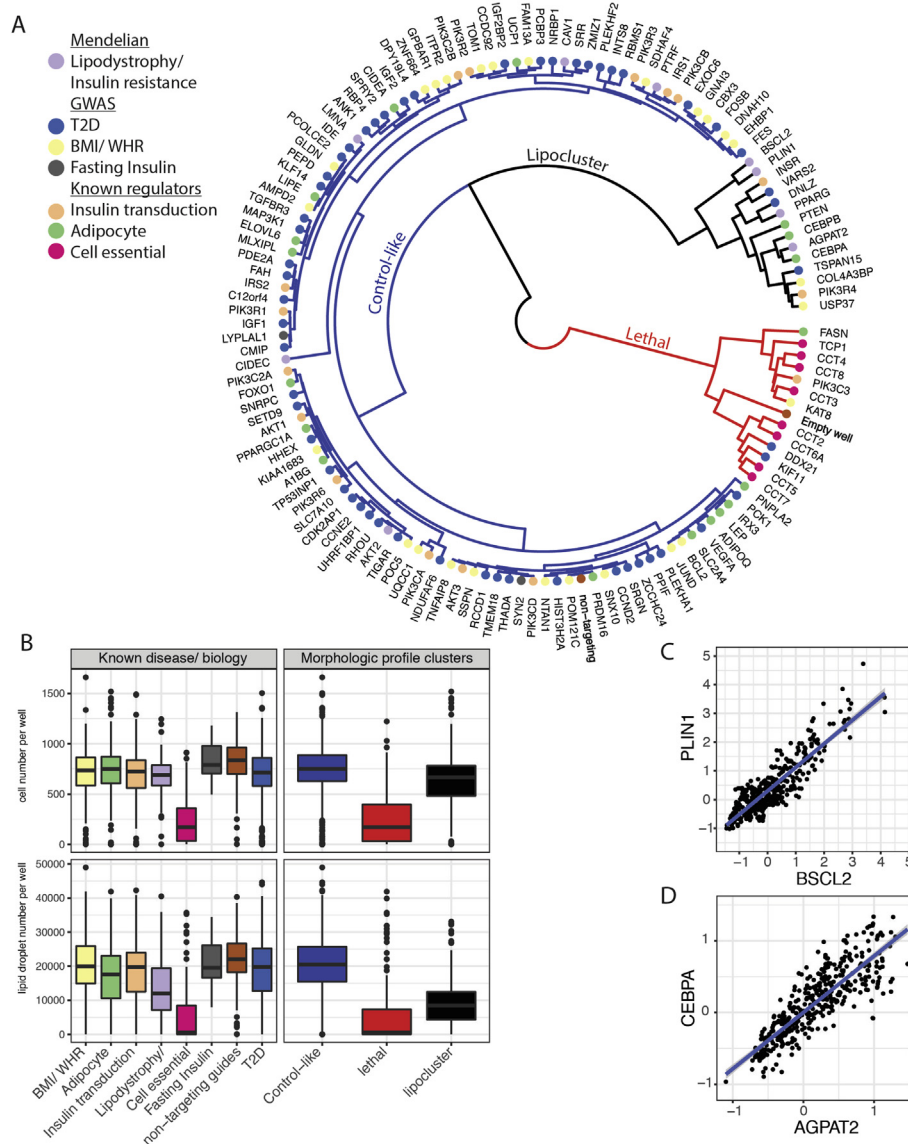 A
Mendelian
Lipodystrophy/
Insulin resistance
GWAS
T2D
BMI/ WHR
Fasting Insulin
Known regulators
Insulin transduction
Adipocyte
Cell essential
Control-like
Lipocluster
Lethal
CIDEC
CMIP
LYPLAL1
IGF1
PIK3R1
C12orf4
IRS2
FAH
PDE2A
MLXIPL
ELOVL6
MAP3K1
TGFBR3
AMPD2
LIPE
KLF14
PEPD
GLDN
PCOLCE2
IDE
LMNA
ANK1
RBP4
SPRY2
CIDEA
IGF2
DPY19L4
ZNF664
GPBAR1
ITPR2
PIK3C2B
PIK3R2
TOM1
CCDC92
IGF2BP2
UCP1
FAM13A
PCBP3
NRBP1
CAV1
SRR
ZMIZ1
PLEKHF2
INTS8
RBMS1
PIK3R3
SDHAF4
PTRF
IRS1
PIK3CB
EXOC6
GNAI3
CBX3
FOSB
DNAH10
EHBP1
FES
BSCL2
PLIN1
INSR
VARS2
DNLZ
PPARG
PTEN
CEBPB
AGPAT2
CEBPA
TSPAN15
COL4A3BP
PIK3R4
USP37
FASN
TCP1
CCT4
CCT8
PIK3C3
CCT3
KAT8
Empty well
CCT2
CCT6A
DDX21
KIF11
CCT5
CCT7
PNPLA2
PCK1
IRX3
LEP
ADIPOQ
VEGFA
SLC2A4
BCL2
JUND
PLEKHA1
PPIF
ZCCHC24
SRGN
CCND2
SNX10
PRDM16
non-targeting
POM121C
HIST3H2A
NTAN1
PIK3CD
SYN2
THADA
TMEM18
RCCD1
SSPN
AKT3
TNFAIP8
NDUFAF6
PIK3CA
UQCC1
POC5
TIGAR
AKT2
RHOU
UHRF1BP1
CCNE2
CDK2AP1
SLC7A10
PIK3R6
TP53INP1
A1BG
KIAA1683
HHEX
PPARGC1A
AKT1
SETD9
SNRPC
FOXO1
PIK3C2A
B
Known disease/ biology
Morphologic profile clusters
cell number per well
1500
1000
500
0
lipid droplet number per well
50000
40000
30000
20000
10000
0
BMI/ WHR
Adipocyte
Insulin transduction
Lipodystrophy/
Cell essential
Fasting Insulin
non-targeting guides
T2D
Control-like
lethal
lipocluster
C
PLIN1
5
4
3
2
1
0
-1
-1 0 1 2 3 4 5
BSCL2
D
CEBPA
1
0
-1
-1 0 1
AGPAT2